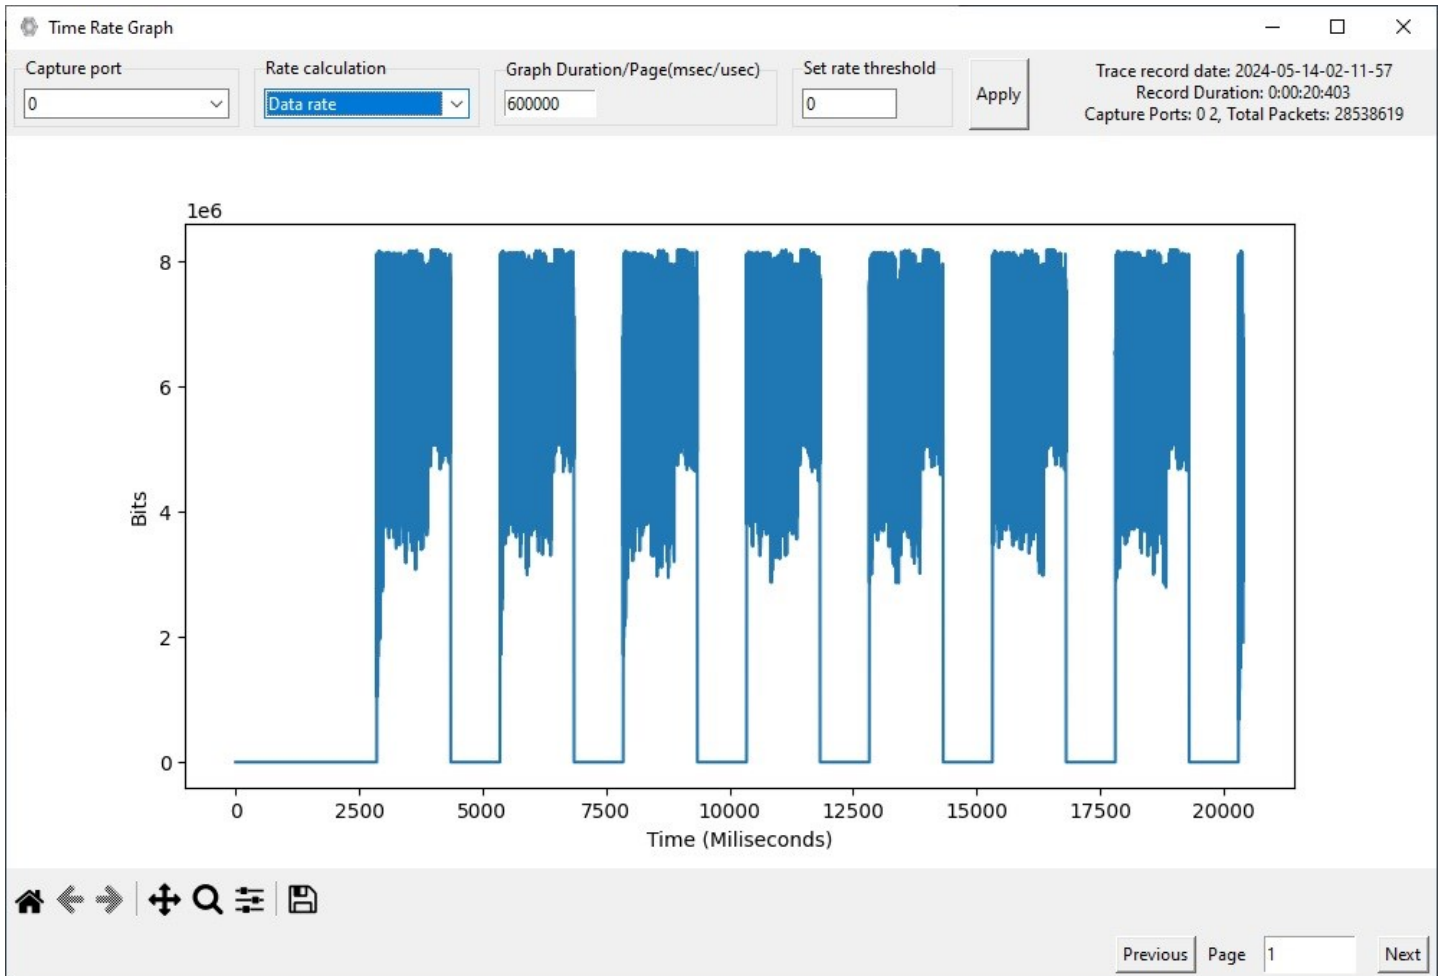 Time Rate Graph
Capture port
0
Rate calculation
Data rate
Graph Duration/Page(msec/usec)
600000
Set rate threshold
0
Apply
Trace record date: 2024-05-14-02-11-57
Record Duration: 0:00:20:403
Capture Ports: 0 2, Total Packets: 28538619
1e6
8
6
4
2
0
Bits
0 2500 5000 7500 10000 12500 15000 17500 20000
Time (Miliseconds)
Previous Page 1 Next